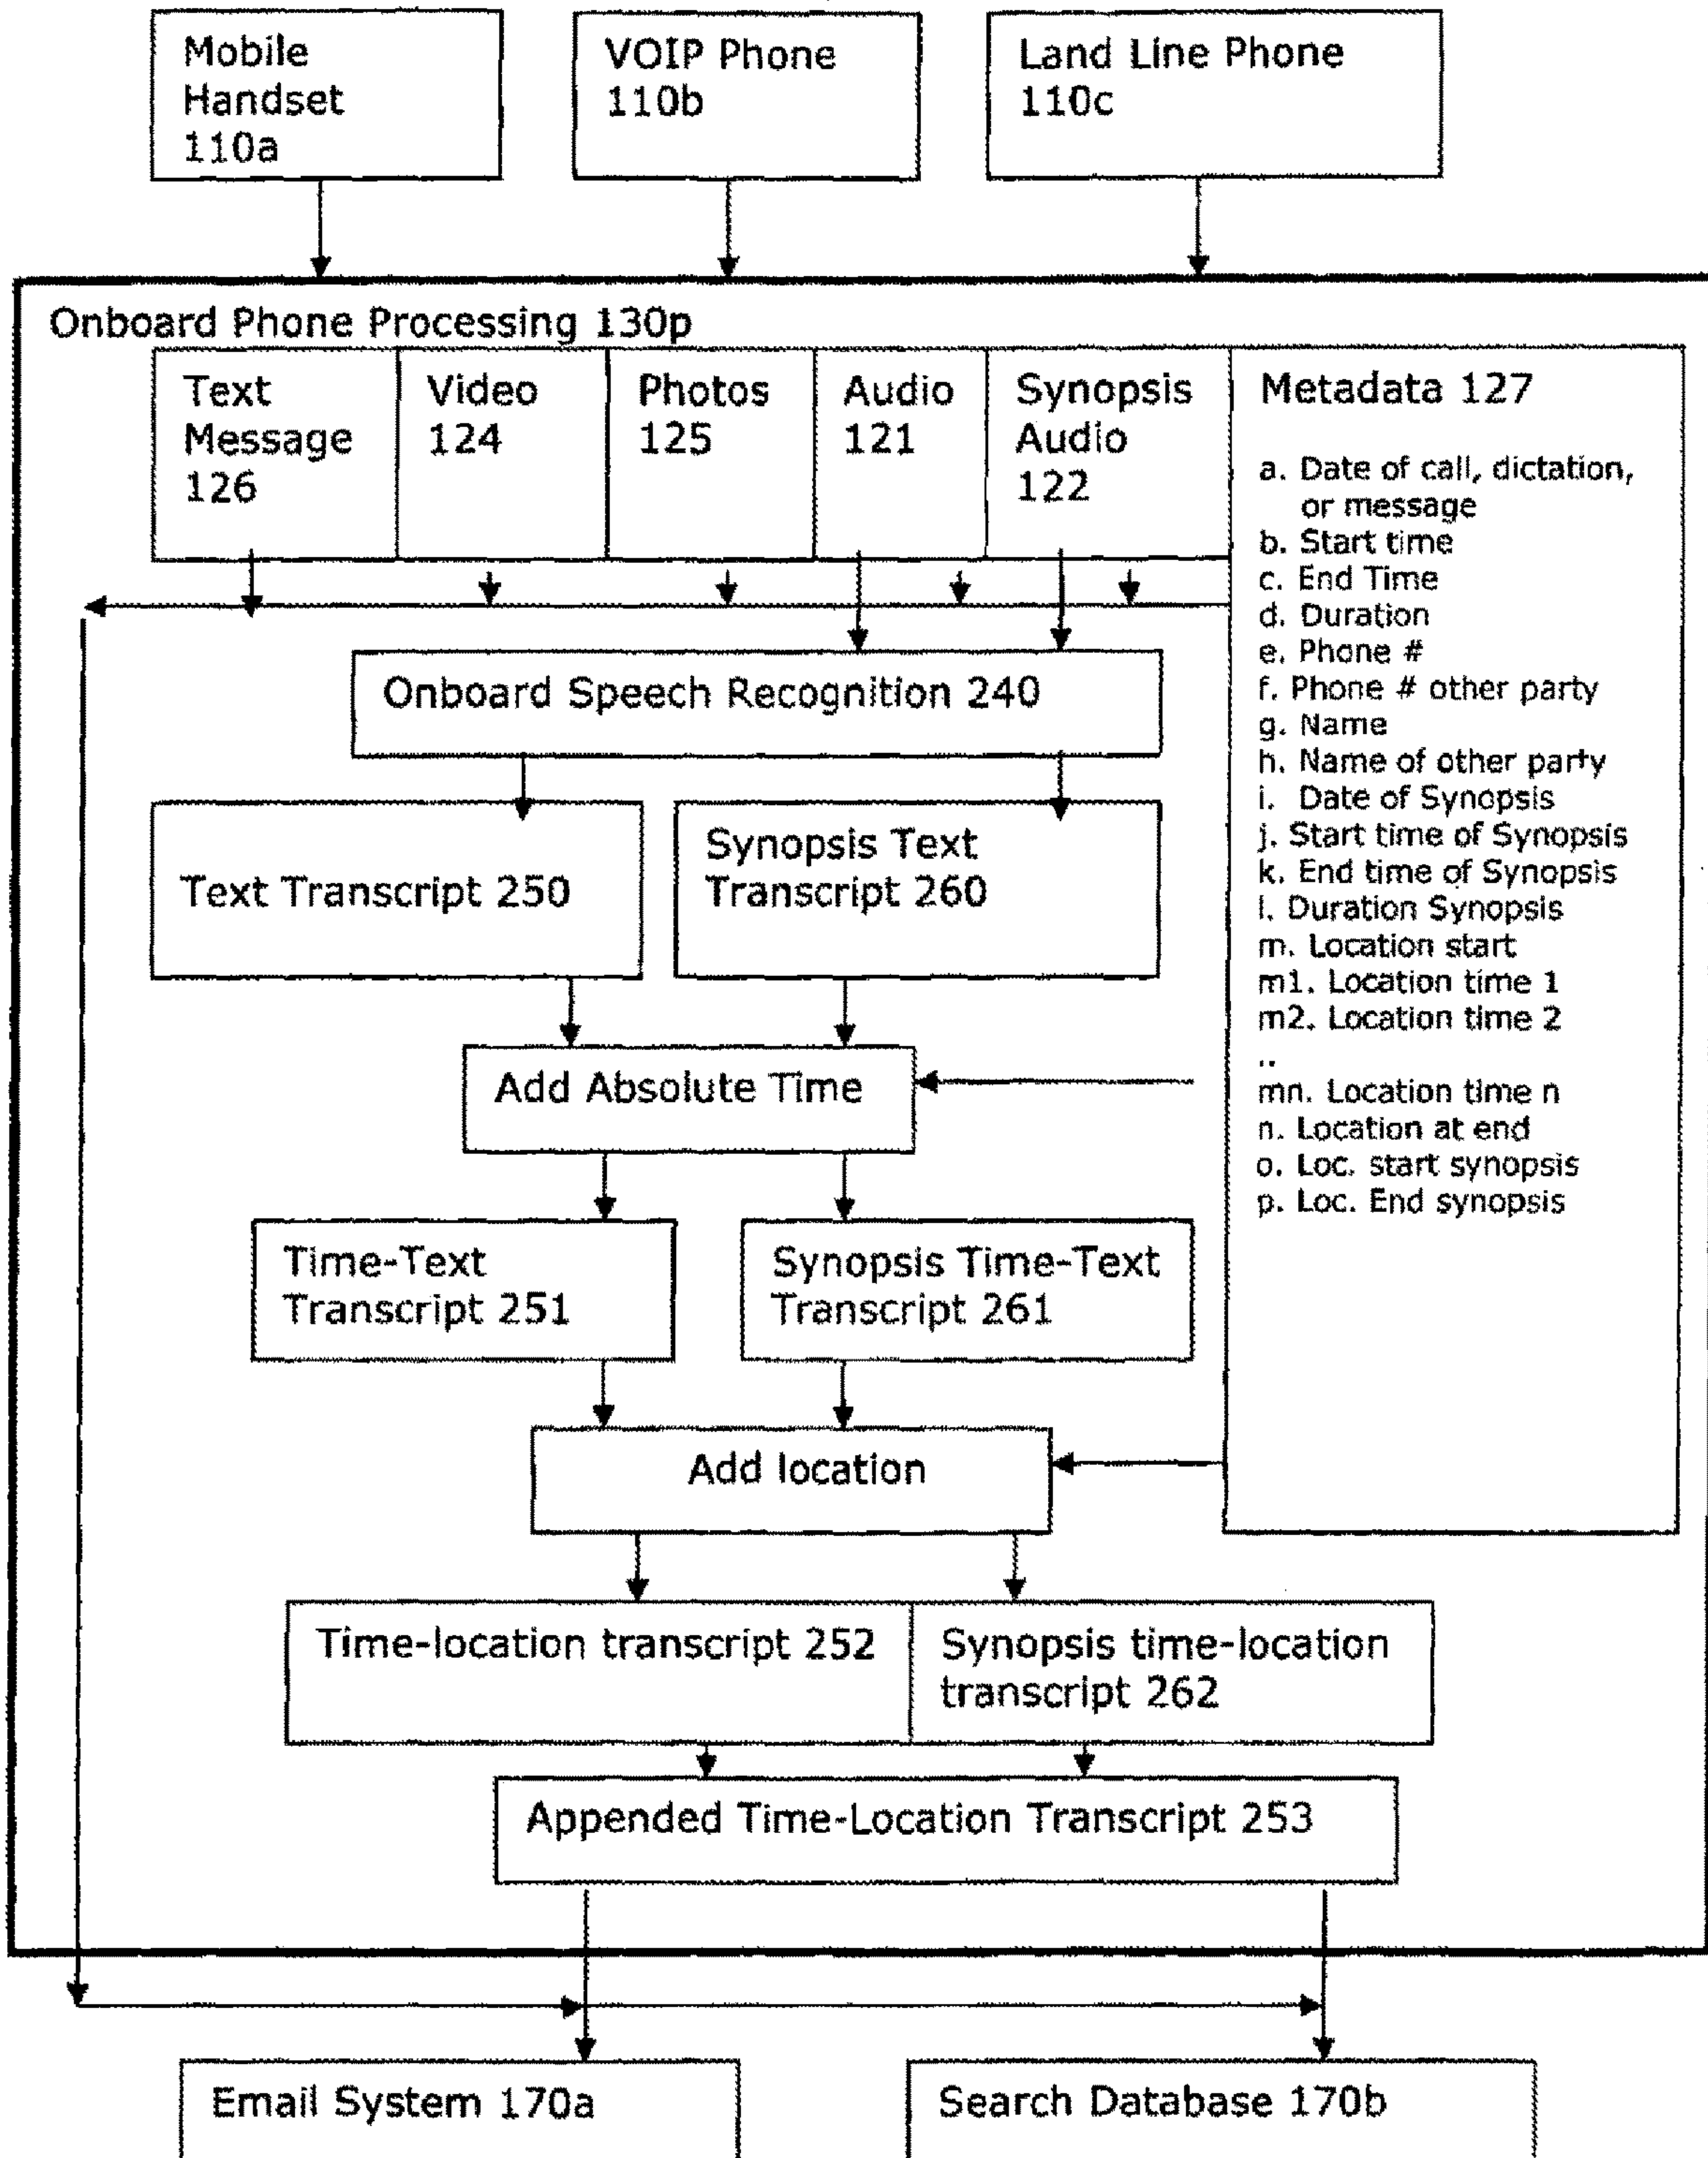 Mobile
Handset
110a
VOIP Phone
110b
Land Line Phone
110c
Onboard Phone Processing 130p
Text
Message
126
Video
124
Photos
125
Audio
121
Synopsis
Audio
122
Metadata 127
a. Date of call, dictation,
or message
b. Start time
c. End Time
d. Duration
e. Phone #
f. Phone # other party
g. Name
h. Name of other party
i. Date of Synopsis
j. Start time of Synopsis
k. End time of Synopsis
l. Duration Synopsis
m. Location start
m1. Location time 1
m2. Location time 2
..
mn. Location time n
n. Location at end
o. Loc. start synopsis
p. Loc. End synopsis
Onboard Speech Recognition 240
Text Transcript 250
Synopsis Text
Transcript 260
Add Absolute Time
Time-Text
Transcript 251
Synopsis Time-Text
Transcript 261
Add location
Time-location transcript 252
Synopsis time-location
transcript 262
Appended Time-Location Transcript 253
Email System 170a
Search Database 170b